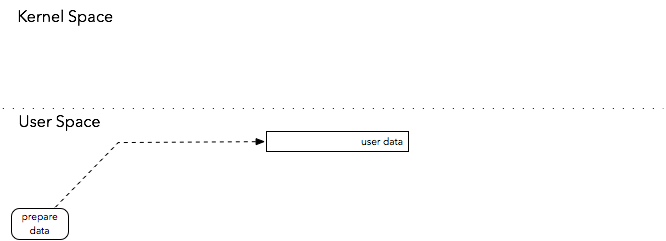 Kernel Space
User Space
user data
prepare
data